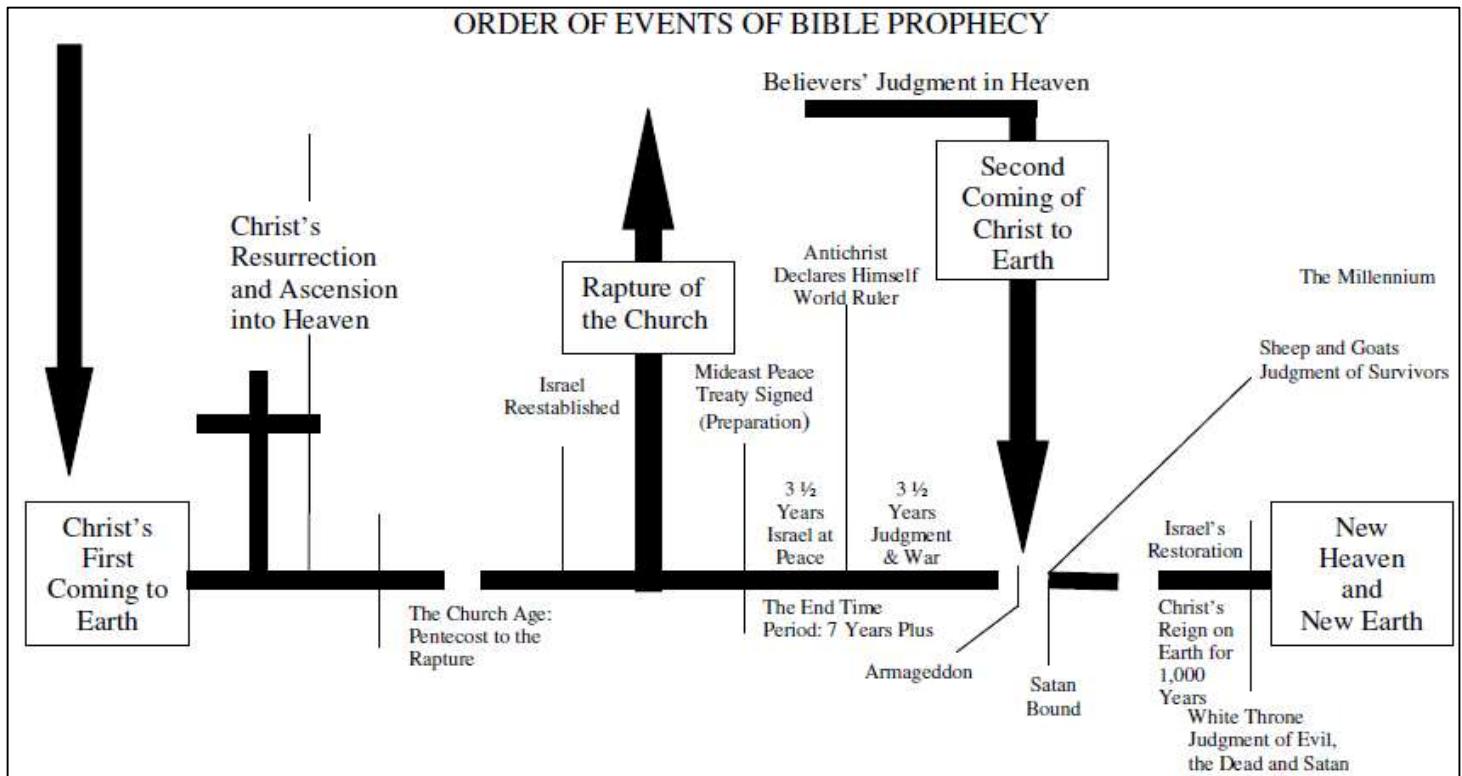 ORDER OF EVENTS OF BIBLE PROPHECY
Believers' Judgment in Heaven
Second
Coming of
Christ to
Earth
Christ's
Resurrection
and Ascension
into Heaven
Rapture of
the Church
Antichrist
Declares Himself
World Ruler
The Millennium
Sheep and Goats
Judgment of Survivors
Israel
Reestablished
Mideast Peace
Treaty Signed
(Preparation)
3 ½
Years
Israel at
Peace
3 ½
Years
Judgment
& War
Christ's
First
Coming to
Earth
Israel's
Restoration
New
Heaven
and
New Earth
The Church Age:
Pentecost to the
Rapture
The End Time
Period: 7 Years Plus
Armageddon
Satan
Bound
Christ's
Reign on
Earth for
1,000
Years
White Throne
Judgment of Evil,
the Dead and Satan